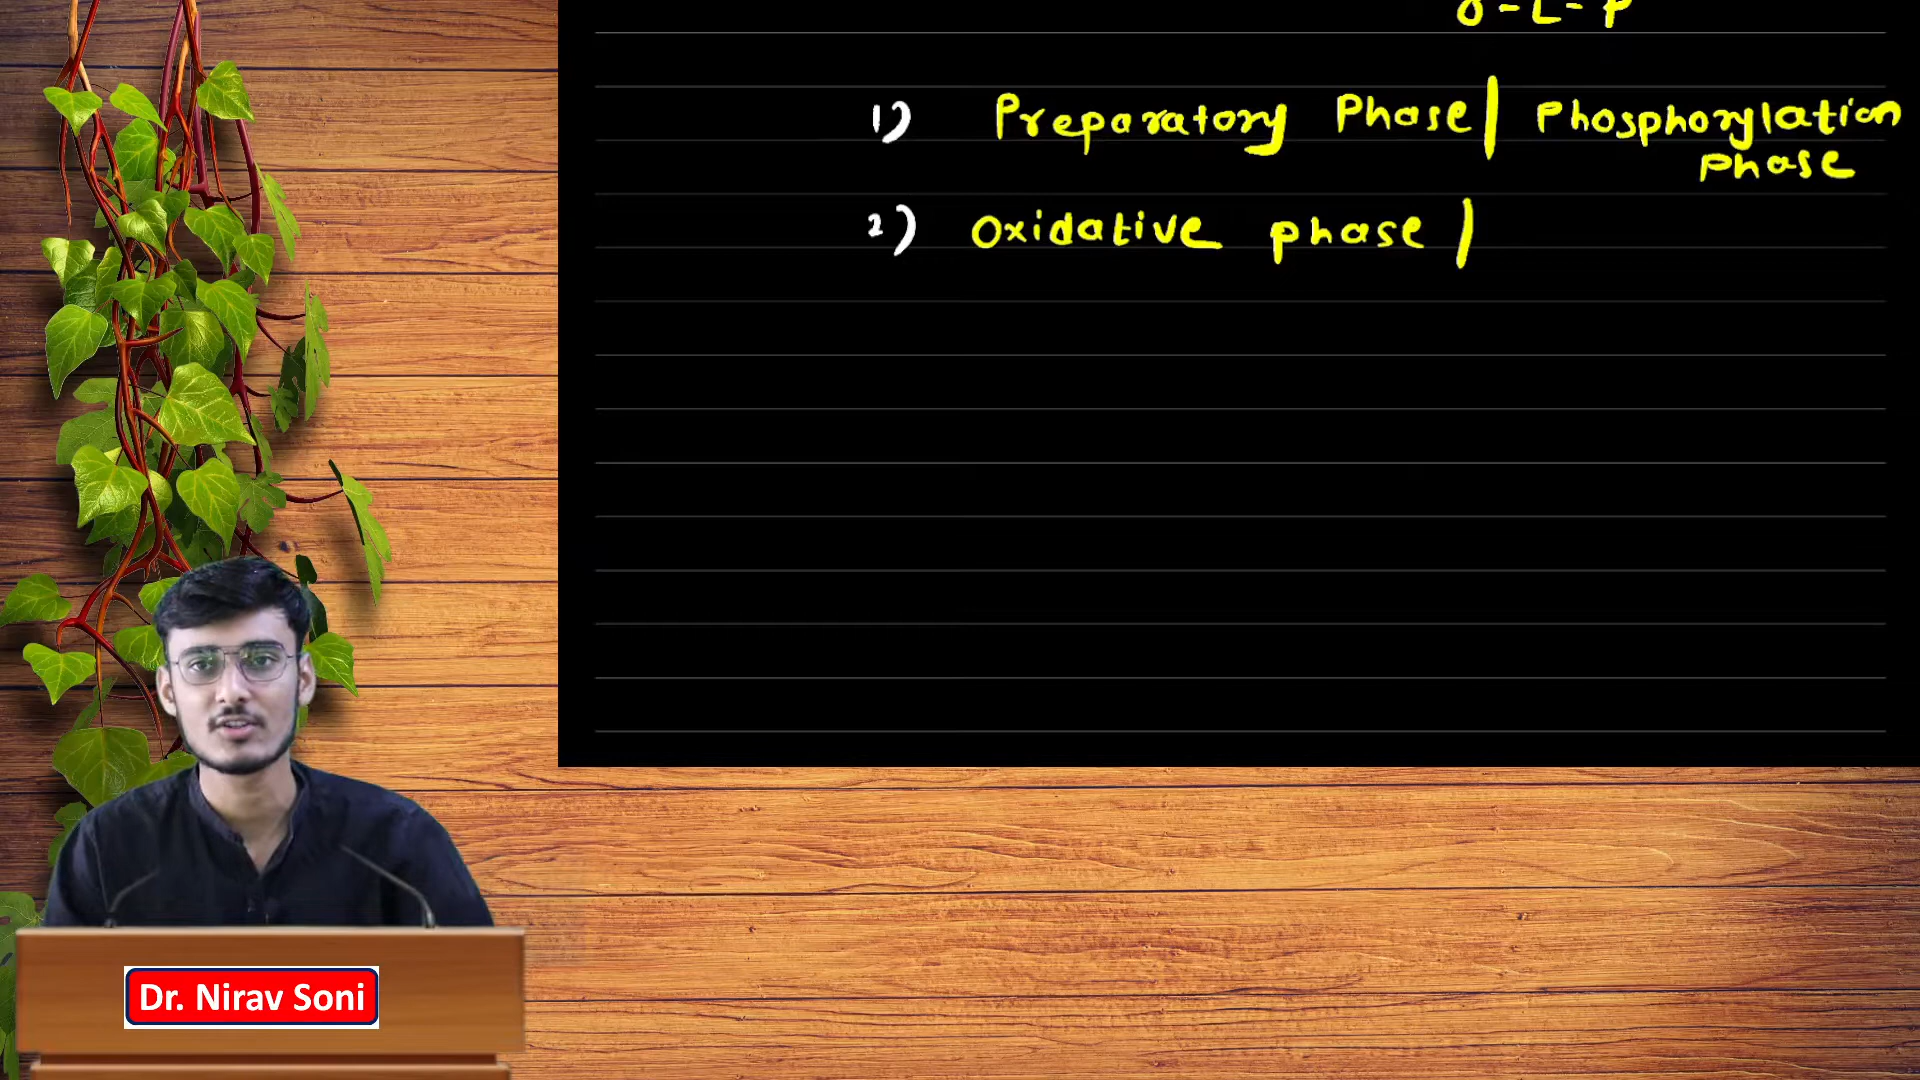 1) Preparatory Phase | Phosphorylation
phase
2) Oxidative phase |
Dr. Nirav Soni